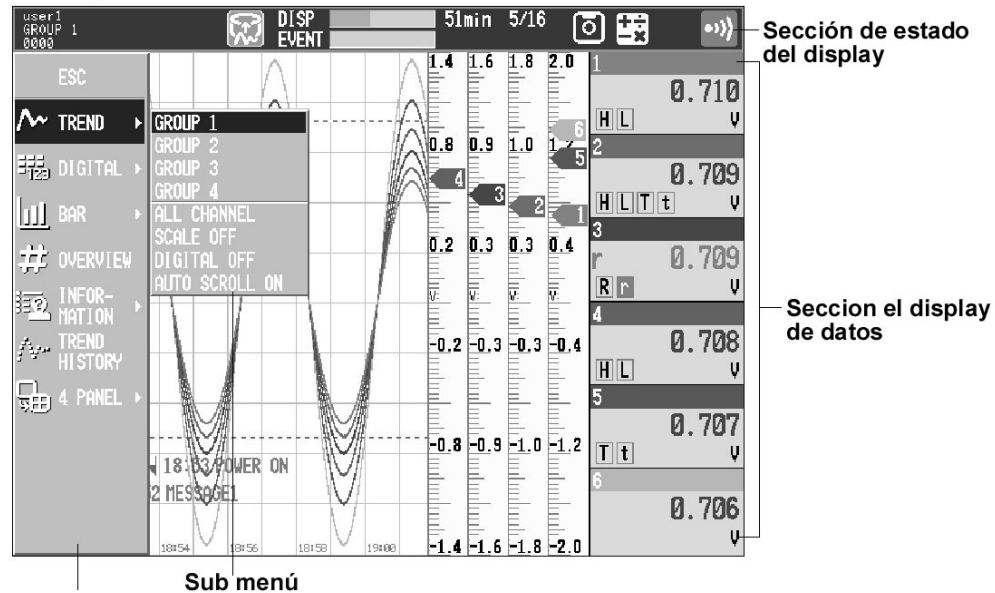 user1
GROUP 1
0000
DISP
EVENT
51min 5/16
Sección de estado
del display
ESC
TREND
DIGITAL
BAR
OVERVIEW
INFOR-
MATION
TREND
HISTORY
4 PANEL
GROUP 1
GROUP 2
GROUP 3
GROUP 4
ALL CHANNEL
SCALE OFF
DIGITAL OFF
AUTO SCROLL ON
18:53 POWER ON
MESSAGE1
18:54 18:56 18:58 19:00
1.4 1.6 1.8 2.0
0.8 0.9 1.0
6
5
4
3
2
1
0.2 0.3 0.3 0.4
V V V V
-0.2 -0.3 -0.3 -0.4
-0.8 -0.9 -1.0 -1.2
-1.4 -1.6 -1.8 -2.0
1
0.710
H L V
2
0.709
H L T t V
3
r 0.709
R r V
4
0.708
H L V
5
0.707
T t V
6
0.706
V
Seccion el display
de datos
Sub menú